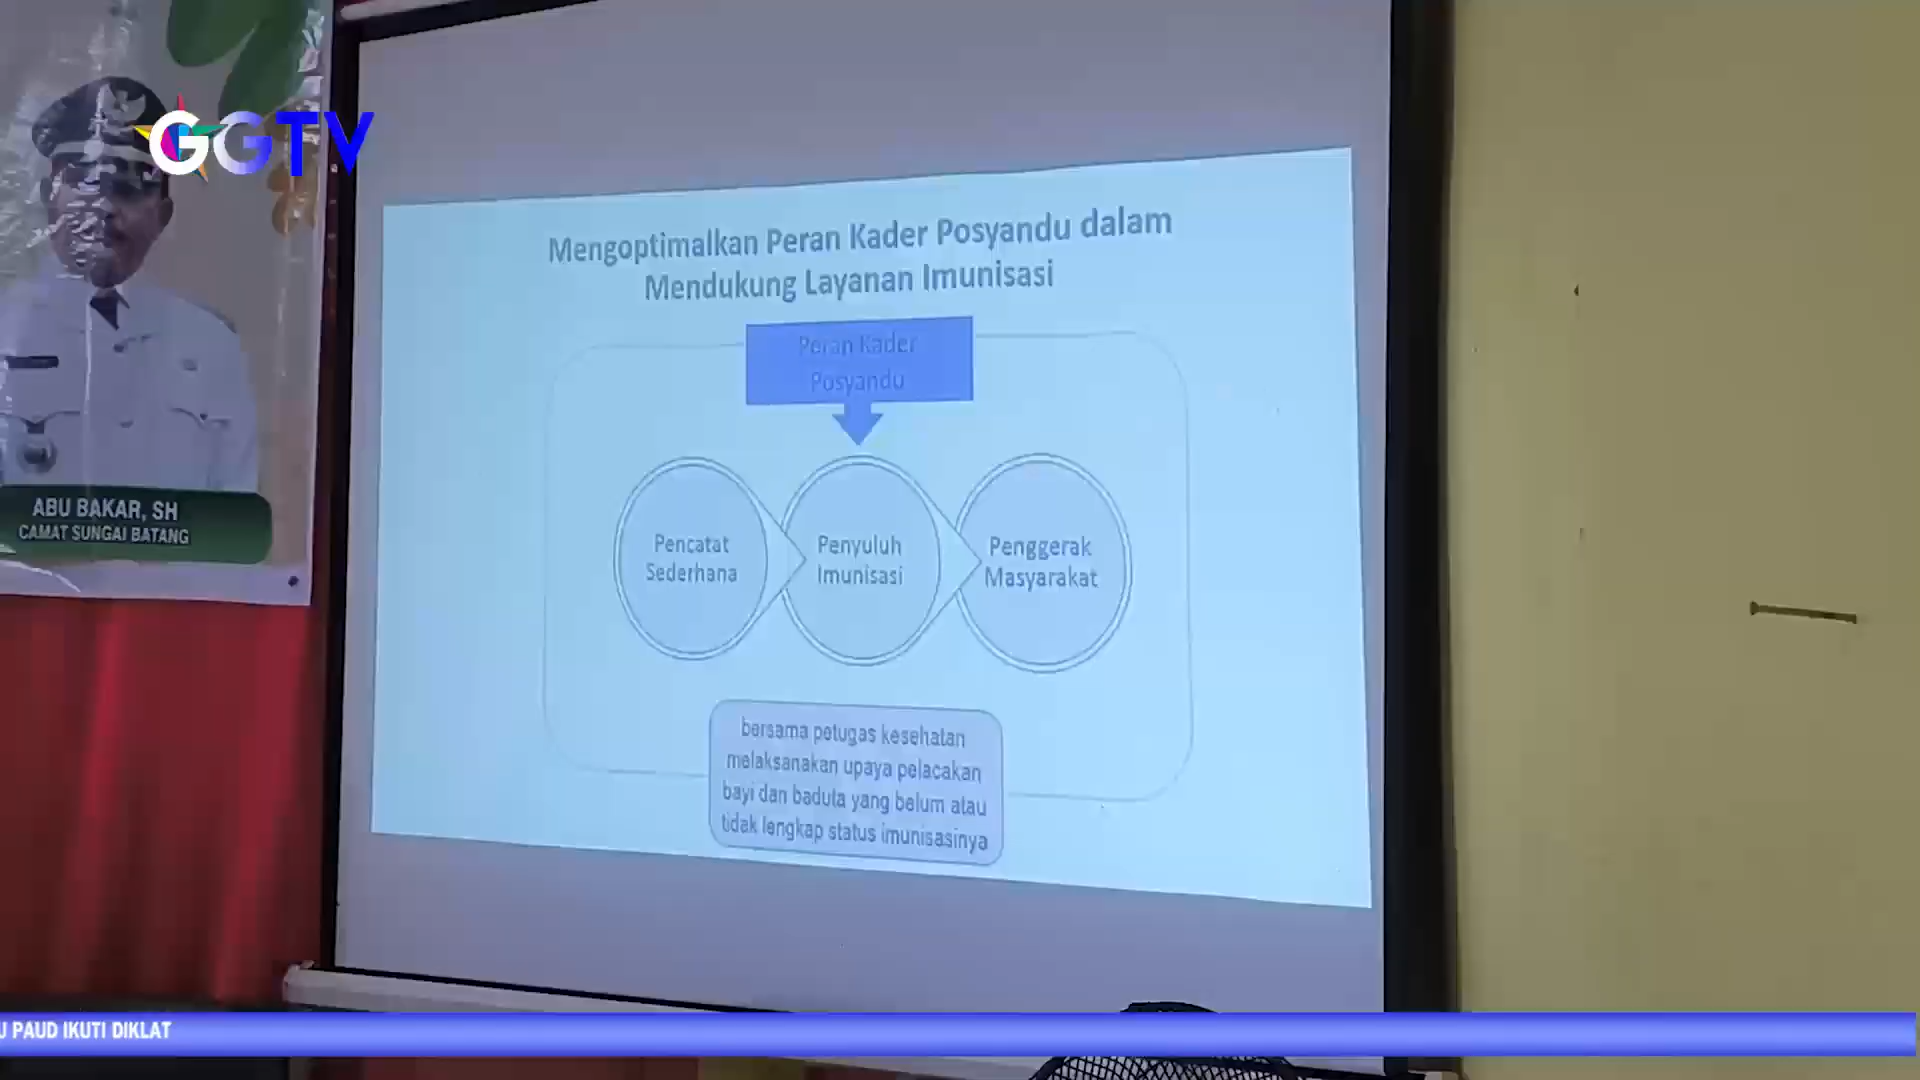 GGTV
ABU BAKAR, SH
CAMAT SUNGAI BATANG
Mengoptimalkan Peran Kader Posyandu dalam
Mendukung Layanan Imunisasi
Peran Kader
Posyandu
Pencatat
Sederhana
Penyuluh
Imunisasi
Penggerak
Masyarakat
bersama petugas kesehatan
melaksanakan upaya pelacakan
bayi dan baduta yang belum atau
tidak lengkap status imunisasinya
U PAUD IKUTI DIKLAT